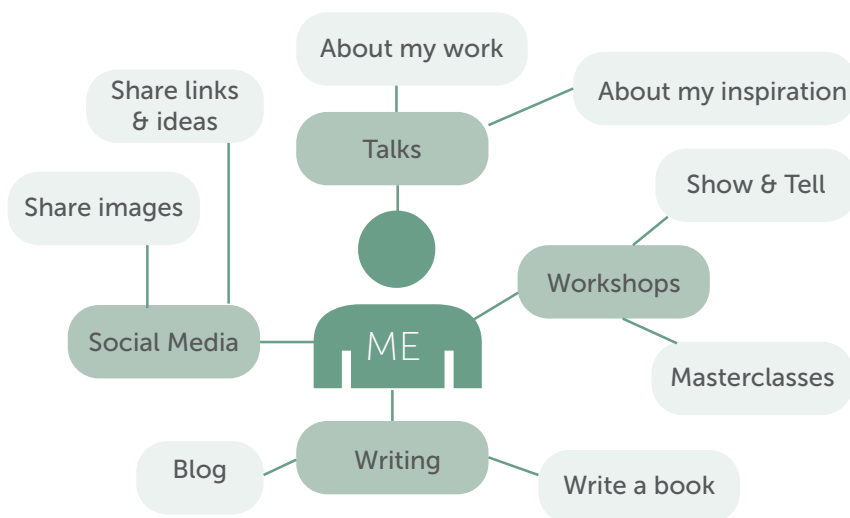 About my work
Share links
& ideas
About my inspiration
Talks
Show & Tell
Share images
Workshops
Social Media
ME
Masterclasses
Writing
Blog
Write a book